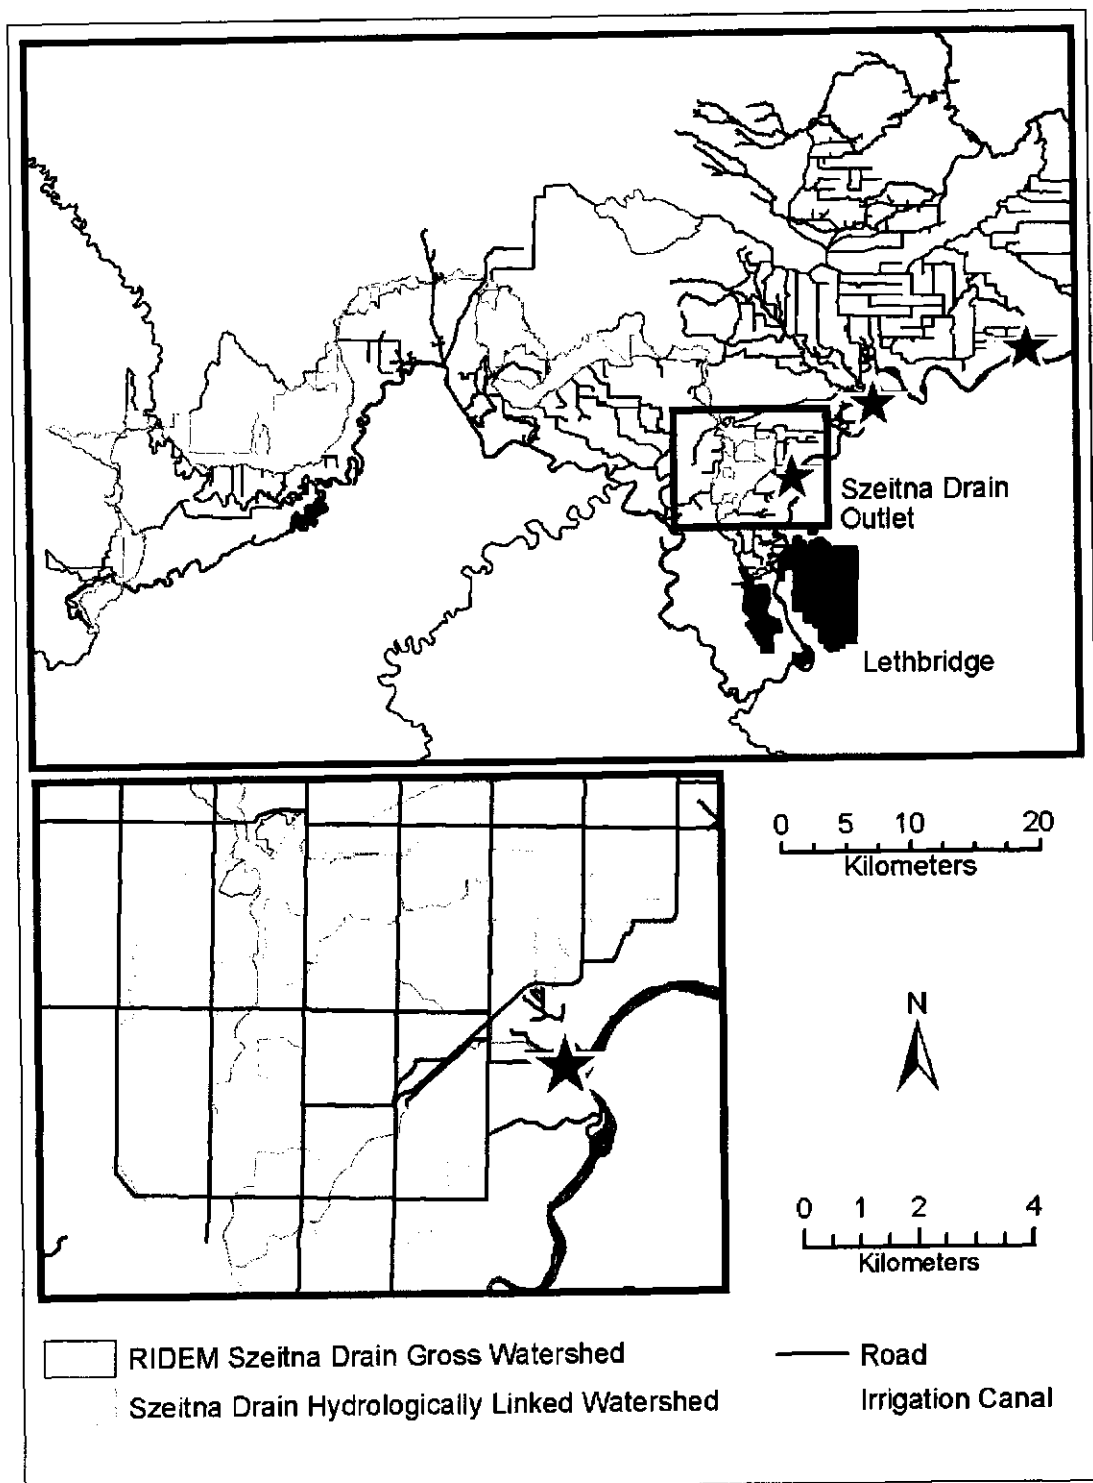 Szeitna Drain
Outlet
Lethbridge
0 5 10 20
Kilometers
N
0 1 2 4
Kilometers
RIDEM Szeitna Drain Gross Watershed
Road
Szeitna Drain Hydrologically Linked Watershed
Irrigation Canal